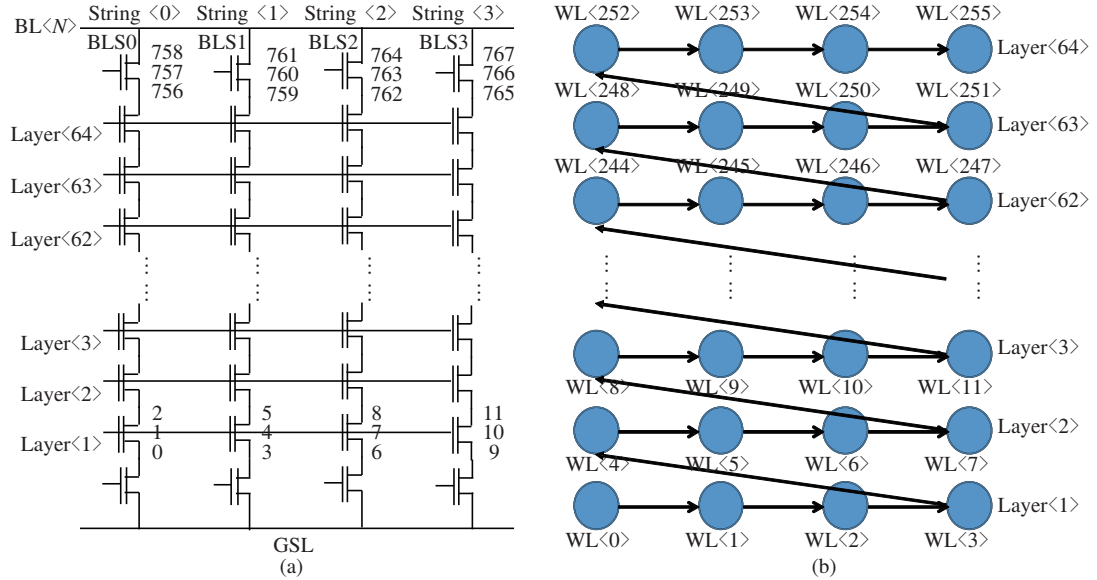 String <0> String <1> String <2> String <3>
BL<N>
BLS0 BLS1 BLS2 BLS3
758 761 764 767
757 760 763 766
756 759 762 765
Layer<64>
Layer<63>
Layer<62>
Layer<3>
Layer<2>
2 5 8 11
Layer<1> 1 4 7 10
0 3 6 9
GSL
(a)
WL<252> WL<253> WL<254> WL<255>
Layer<64>
WL<248> WL<249> WL<250> WL<251>
Layer<63>
WL<244> WL<245> WL<246> WL<247>
Layer<62>
Layer<3>
WL<8> WL<9> WL<10> WL<11>
Layer<2>
WL<4> WL<5> WL<6> WL<7>
Layer<1>
WL<0> WL<1> WL<2> WL<3>
(b)